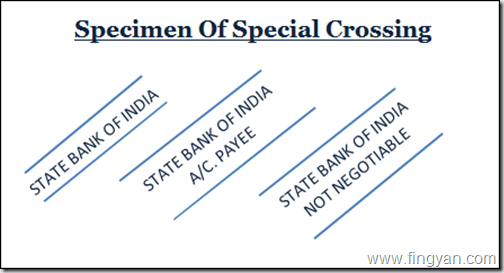 Specimen Of Special Crossing
STATE BANK OF INDIA
STATE BANK OF INDIA
A/C. PAYEE
STATE BANK OF INDIA
NOT NEGOTIABLE
www.fingyan.com